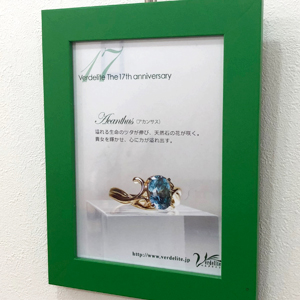 17
Verdelite The 17th anniversary
Acanthus〈アカンサス〉
溢れる生命のツタが伸び、天然石の花が咲く。
貴女を輝かせ、心に力が溢れ出す。
http://www.verdelite.jp
Verdelite